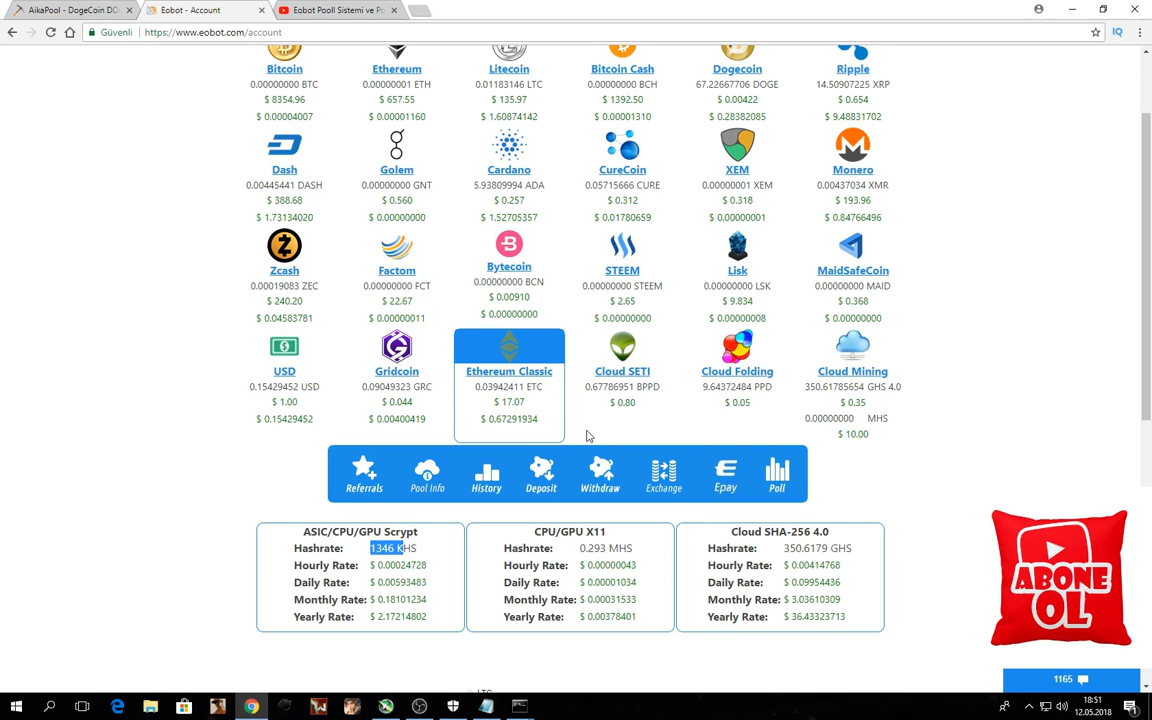 AikaPool - DogeCoin DO
Eobot - Account
Eobot Pooll Sistemi ve Po
Güvenli
https://www.eobot.com/account
IQ
Bitcoin Ethereum Litecoin Bitcoin Cash Dogecoin Ripple
0.00000000 BTC 0.00000001 ETH 0.01183146 LTC 0.00000000 BCH 67.22667706 DOGE 14.50907225 XRP
$ 8354.96 $ 657.55 $ 135.97 $ 1392.50 $ 0.00422 $ 0.654
$ 0.00004007 $ 0.00001160 $ 1.60874142 $ 0.00001310 $ 0.28382085 $ 9.48831702
Dash Golem Cardano CureCoin XEM Monero
0.00445441 DASH 0.00000000 GNT 5.93809994 ADA 0.05715666 CURE 0.00000001 XEM 0.00437034 XMR
$ 388.68 $ 0.560 $ 0.257 $ 0.312 $ 0.318 $ 193.96
$ 1.73134020 $ 0.00000000 $ 1.52705357 $ 0.01780659 $ 0.00000001 $ 0.84766496
Zcash Factom Bytecoin STEEM Lisk MaidSafeCoin
0.00019083 ZEC 0.00000000 FCT 0.00000000 BCN 0.00000000 STEEM 0.00000000 LSK 0.00000000 MAID
$ 240.20 $ 22.67 $ 0.00910 $ 2.65 $ 9.834 $ 0.368
$ 0.04583781 $ 0.00000011 $ 0.00000000 $ 0.00000000 $ 0.00000008 $ 0.00000000
USD Gridcoin Ethereum Classic Cloud SETI Cloud Folding Cloud Mining
0.15429452 USD 0.09049323 GRC 0.03942411 ETC 0.67786951 BPPD 9.64372484 PPD 350.61785654 GHS 4.0
$ 1.00 $ 0.044 $ 17.07 $ 0.80 $ 0.05 $ 0.35
$ 0.15429452 $ 0.00400419 $ 0.67291934 0.00000000 MHS
$ 10.00
Referrals Pool Info History Deposit Withdraw Exchange Epay Poll
ASIC/CPU/GPU Scrypt CPU/GPU X11 Cloud SHA-256 4.0
Hashrate: 1346 KHS Hashrate: 0.293 MHS Hashrate: 350.6179 GHS
Hourly Rate: $ 0.00024728 Hourly Rate: $ 0.00000043 Hourly Rate: $ 0.00414768
Daily Rate: $ 0.00593483 Daily Rate: $ 0.00001034 Daily Rate: $ 0.09954436
Monthly Rate: $ 0.18101234 Monthly Rate: $ 0.00031533 Monthly Rate: $ 3.03610309
Yearly Rate: $ 2.17214802 Yearly Rate: $ 0.00378401 Yearly Rate: $ 36.43323713
ABONE
OL
1165
18:51
12.05.2018